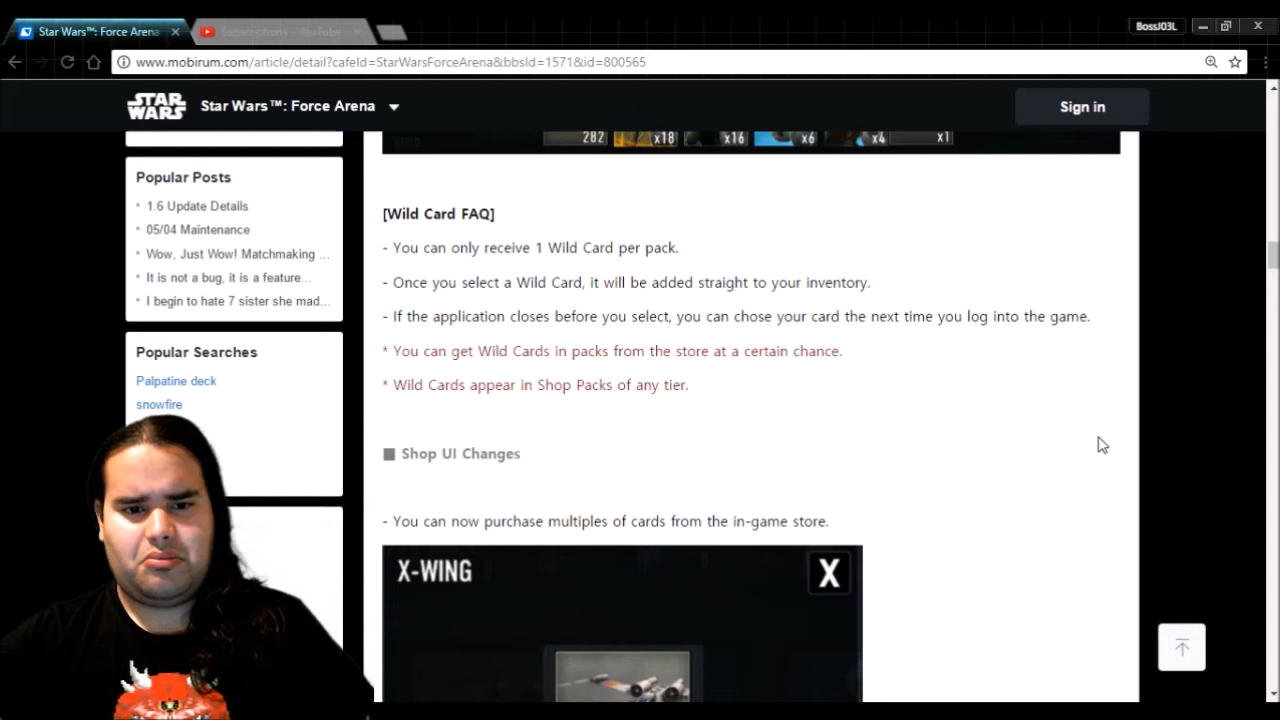 Star Wars™: Force Arena
Subscriptions - YouTube
BossJ03L
www.mobirum.com/article/detail?cafeId=StarWarsForceArena&bbsId=1571&id=800565
STAR WARS
Star Wars™: Force Arena
Sign in
282 x18 x16 x6 x4 x1
Popular Posts
1.6 Update Details
05/04 Maintenance
Wow, Just Wow! Matchmaking ...
It is not a bug, it is a feature...
I begin to hate 7 sister she mad...
Popular Searches
Palpatine deck
snowfire
[Wild Card FAQ]
- You can only receive 1 Wild Card per pack.
- Once you select a Wild Card, it will be added straight to your inventory.
- If the application closes before you select, you can chose your card the next time you log into the game.
* You can get Wild Cards in packs from the store at a certain chance.
* Wild Cards appear in Shop Packs of any tier.
■ Shop UI Changes
- You can now purchase multiples of cards from the in-game store.
X-WING
X